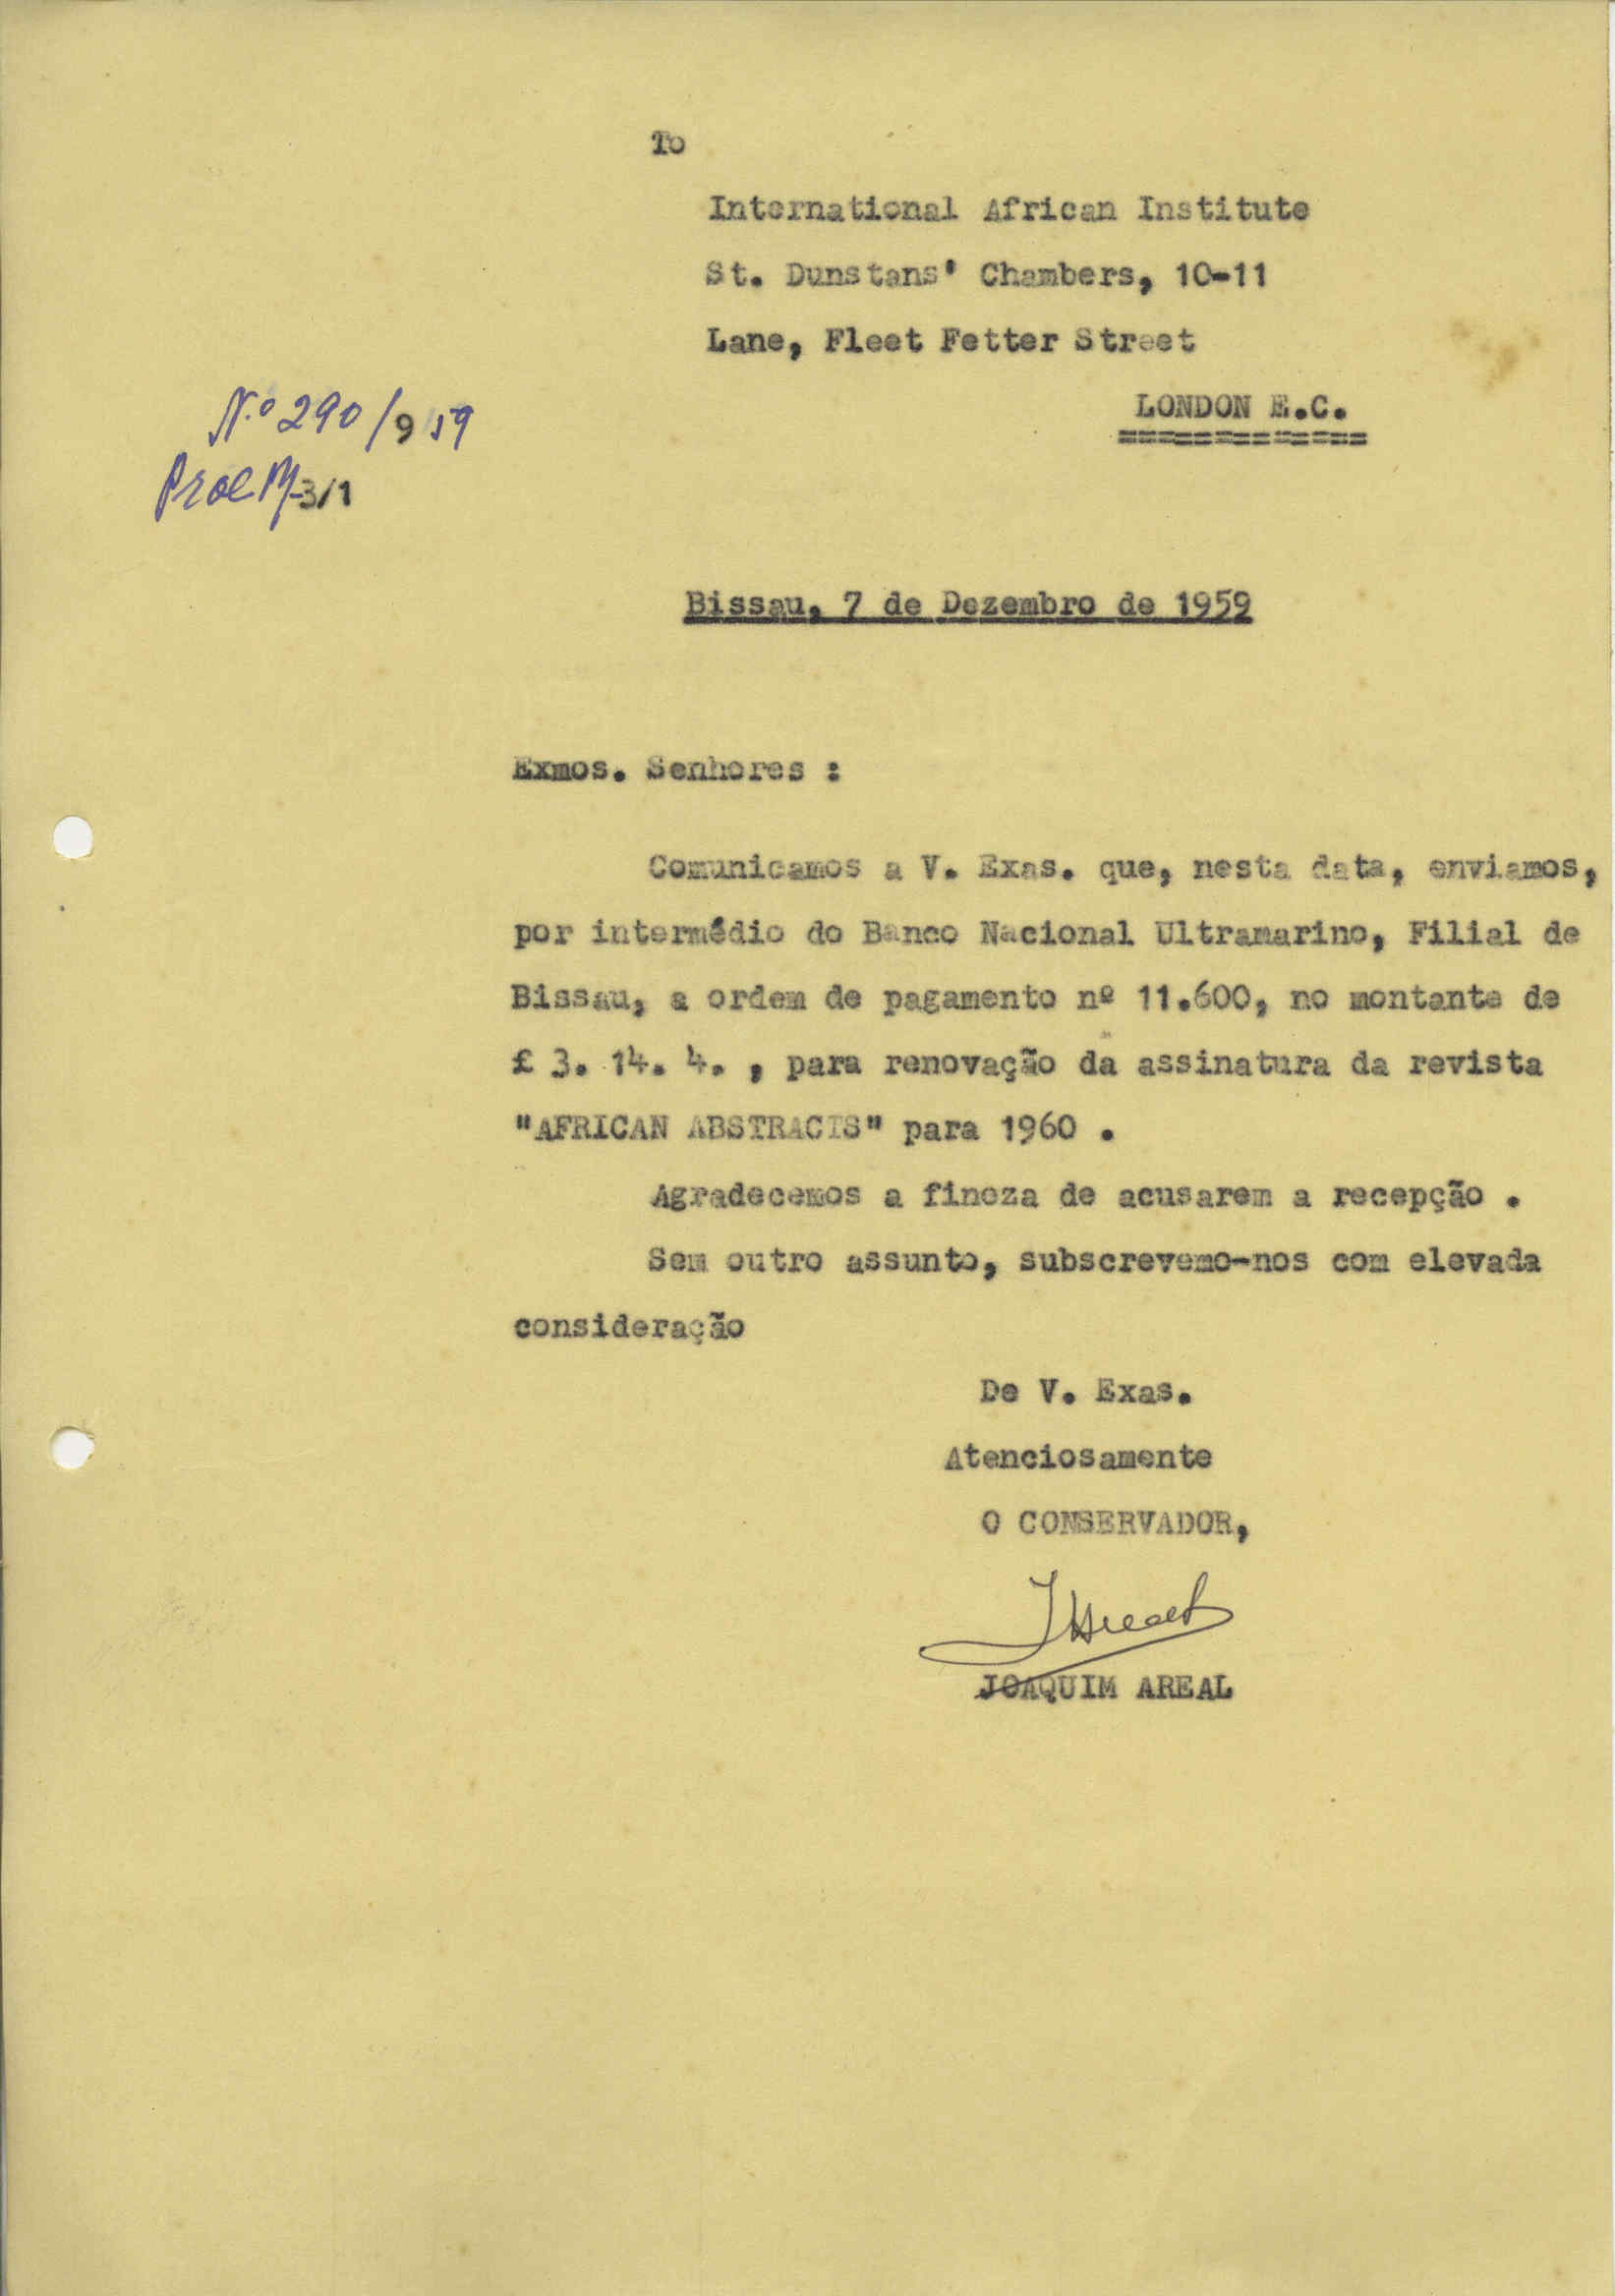 To
International African Institute
St. Dunstans' Chambers, 10-11
Lane, Fleet Fetter Street
LONDON E.C.
=============
N.º 290/9 59
Proc M-3/1
Bissau, 7 de Dezembro de 1959
Exmos. Senhores :
Comunicamos a V. Exas. que, nesta data, enviamos,
por intermédio do Banco Nacional Ultramarino, Filial de
Bissau, a ordem de pagamento nº 11.600, no montante de
£ 3. 14. 4. , para renovação da assinatura da revista
"AFRICAN ABSTRACTS" para 1960 .
Agradecemos a fineza de acusarem a recepção .
Sem outro assunto, subscrevemo-nos com elevada
consideração
De V. Exas.
Atenciosamente
O CONSERVADOR,
JAreal
JOAQUIM AREAL